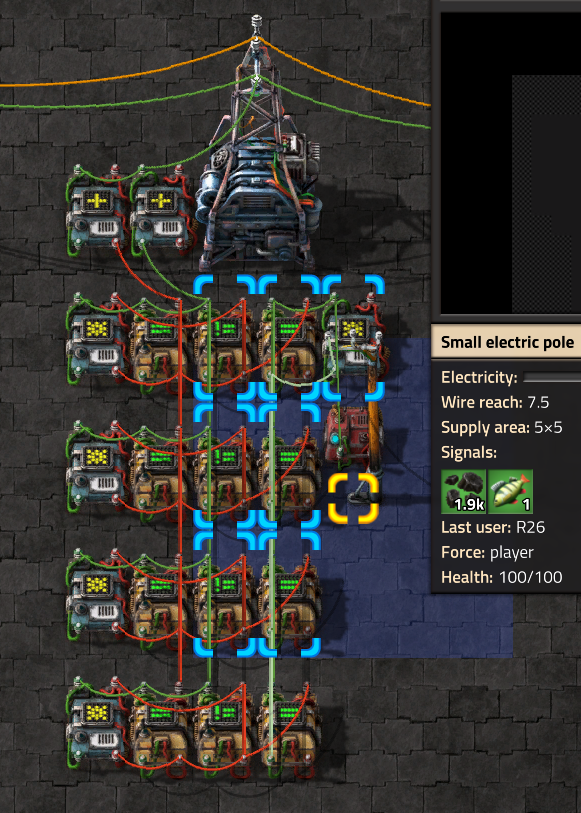 Small electric pole
Electricity:
Wire reach: 7.5
Supply area: 5×5
Signals:
1.9k 1
Last user: R26
Force: player
Health: 100/100